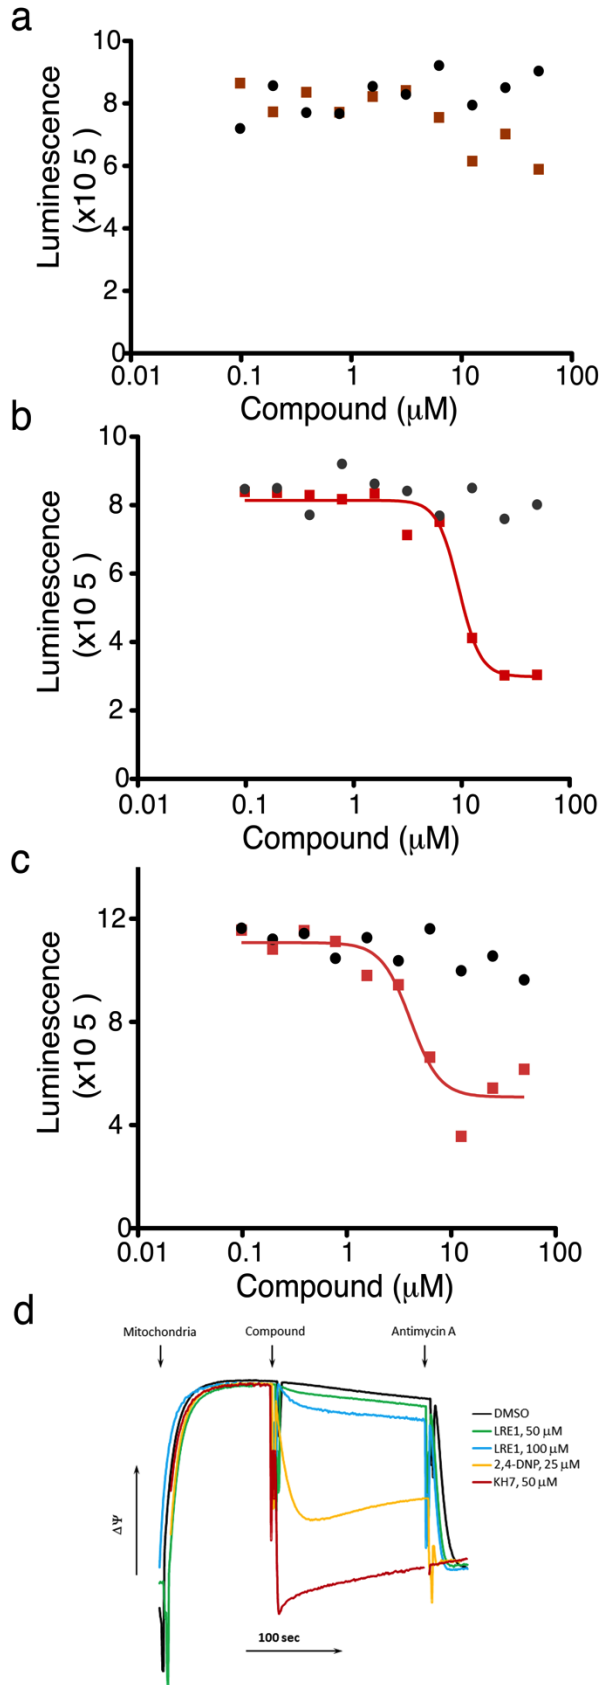 a
10
8
6
4
2
0
Luminescence
(x10 5 )
0.01 0.1 1 10 100
Compound (μM)
b
10
8
6
4
2
0
Luminescence
(x10 5 )
0.01 0.1 1 10 100
Compound (μM)
c
12
8
4
0
Luminescence
(x10 5 )
0.01 0.1 1 10 100
Compound (μM)
d
Mitochondria Compound Antimycin A
DMSO
LRE1, 50 μM
LRE1, 100 μM
2,4-DNP, 25 μM
KH7, 50 μM
ΔΨ
100 sec